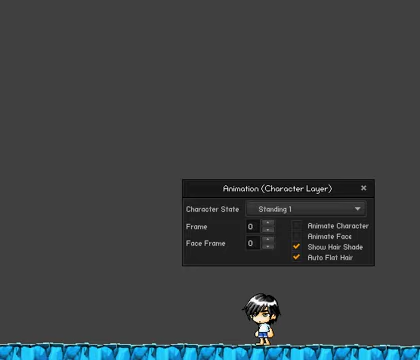 Animation (Character Layer)
Character State Standing 1
Frame 0 Animate Character
Animate Face
Face Frame 0 Show Hair Shade
Auto Flat Hair